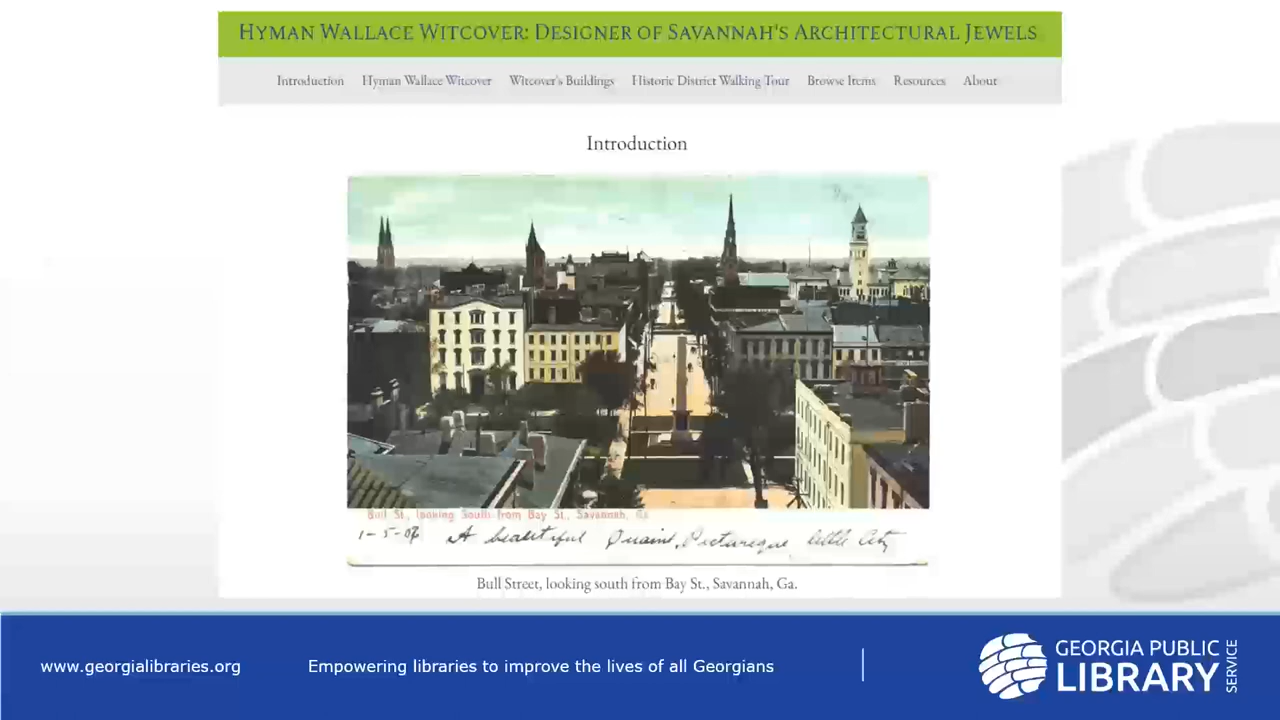 HYMAN WALLACE WITCOVER: DESIGNER OF SAVANNAH'S ARCHITECTURAL JEWELS
Introduction Hyman Wallace Witcover Witcover's Buildings Historic District Walking Tour Browse Items Resources About
Introduction
Bull St., looking South from Bay St., Savannah, Ga
1-5-06 A beautiful Quaint, Picturesque, little City
Bull Street, looking south from Bay St., Savannah, Ga.
www.georgialibraries.org Empowering libraries to improve the lives of all Georgians
GEORGIA PUBLIC
LIBRARY
SERVICE